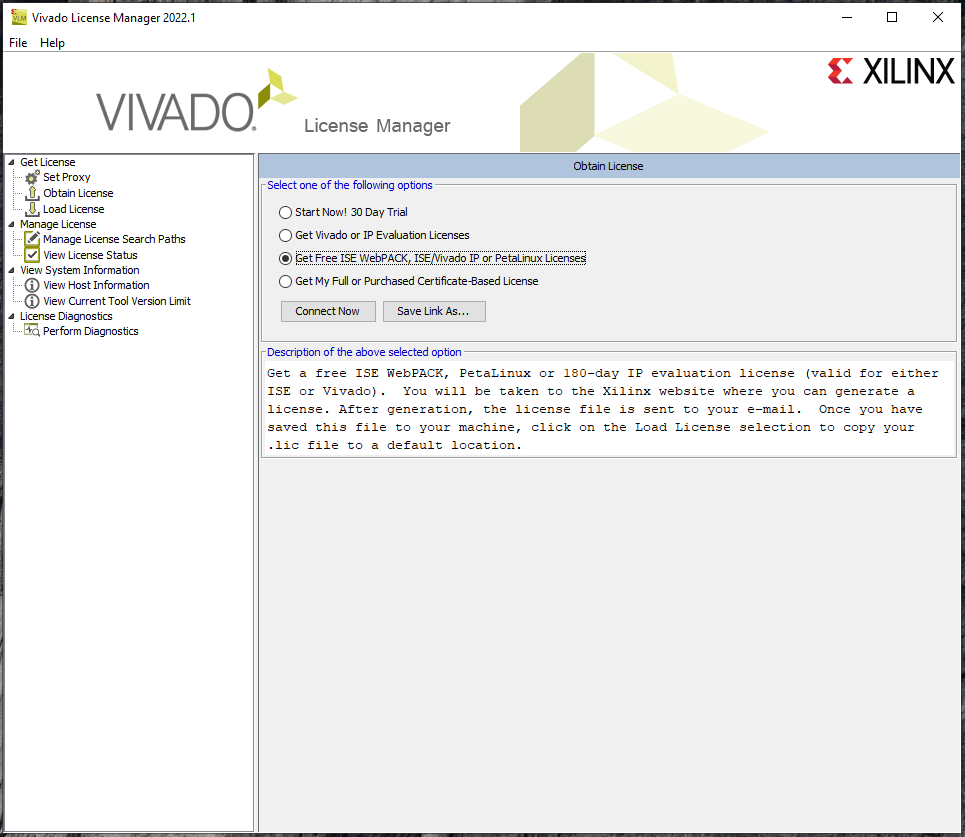 VLM Vivado License Manager 2022.1
File Help
VIVADO. License Manager
XILINX
Get License
Set Proxy
Obtain License
Load License
Manage License
Manage License Search Paths
View License Status
View System Information
View Host Information
View Current Tool Version Limit
License Diagnostics
Perform Diagnostics
Obtain License
Select one of the following options
Start Now! 30 Day Trial
Get Vivado or IP Evaluation Licenses
Get Free ISE WebPACK, ISE/Vivado IP or PetaLinux Licenses
Get My Full or Purchased Certificate-Based License
Connect Now Save Link As...
Description of the above selected option
Get a free ISE WebPACK, PetaLinux or 180-day IP evaluation license (valid for either
ISE or Vivado).  You will be taken to the Xilinx website where you can generate a
license. After generation, the license file is sent to your e-mail.  Once you have
saved this file to your machine, click on the Load License selection to copy your
.lic file to a default location.